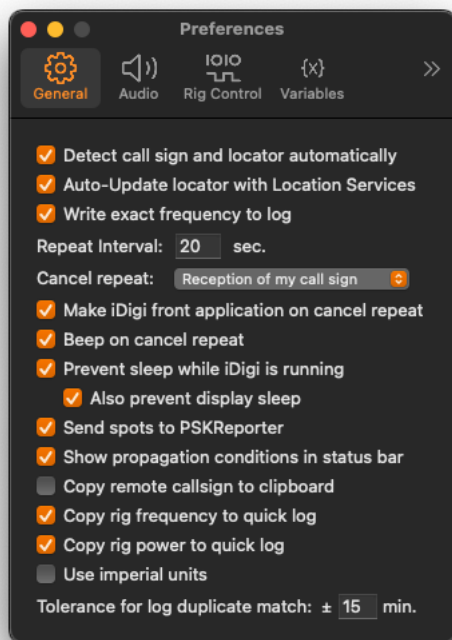 Preferences
IOIO
{x}
General Audio Rig Control Variables
Detect call sign and locator automatically
Auto-Update locator with Location Services
Write exact frequency to log
Repeat Interval: 20 sec.
Cancel repeat: Reception of my call sign
Make iDigi front application on cancel repeat
Beep on cancel repeat
Prevent sleep while iDigi is running
Also prevent display sleep
Send spots to PSKReporter
Show propagation conditions in status bar
Copy remote callsign to clipboard
Copy rig frequency to quick log
Copy rig power to quick log
Use imperial units
Tolerance for log duplicate match: ± 15 min.